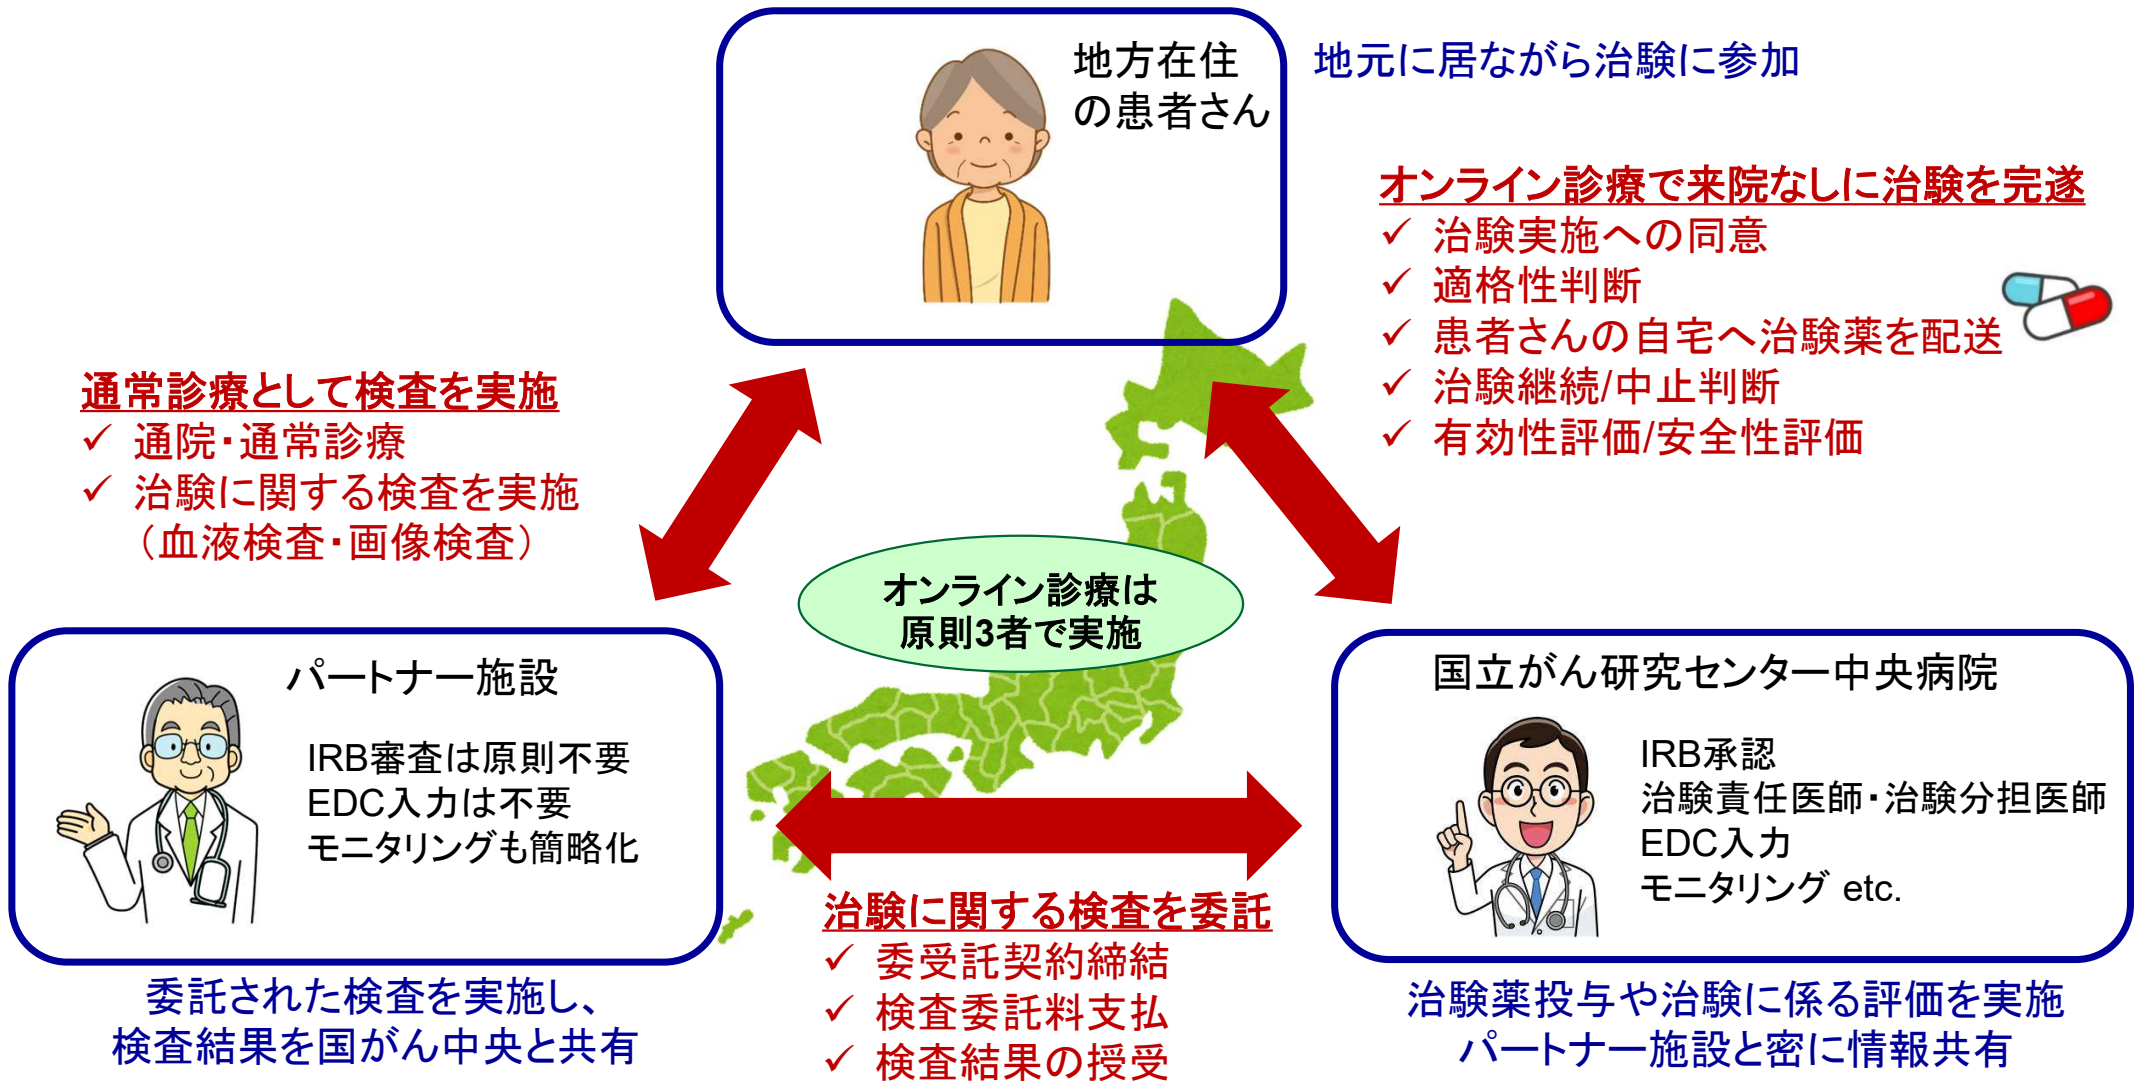 地方在住
の患者さん
地元に居ながら治験に参加
オンライン診療で来院なしに治験を完遂
✓ 治験実施への同意
✓ 適格性判断
✓ 患者さんの自宅へ治験薬を配送
✓ 治験継続/中止判断
✓ 有効性評価/安全性評価
通常診療として検査を実施
✓ 通院・通常診療
✓ 治験に関する検査を実施
（血液検査・画像検査）
オンライン診療は
原則3者で実施
パートナー施設
IRB審査は原則不要
EDC入力は不要
モニタリングも簡略化
委託された検査を実施し、
検査結果を国がん中央と共有
治験に関する検査を委託
✓ 委受託契約締結
✓ 検査委託料支払
✓ 検査結果の授受
国立がん研究センター中央病院
IRB承認
治験責任医師・治験分担医師
EDC入力
モニタリング etc.
治験薬投与や治験に係る評価を実施
パートナー施設と密に情報共有